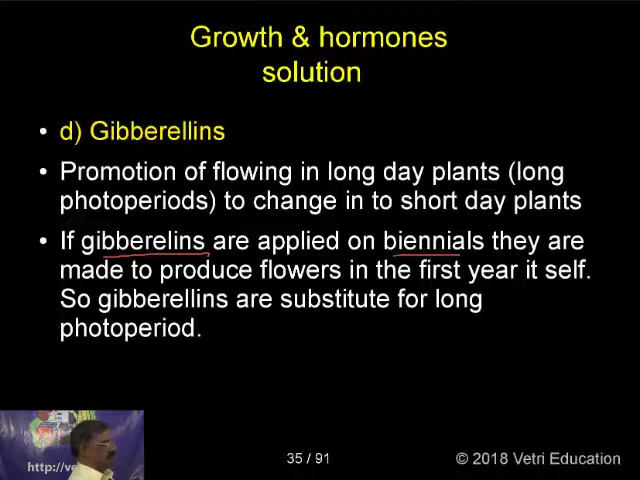 Growth & hormones
solution
d) Gibberellins
Promotion of flowing in long day plants (long
photoperiods) to change in to short day plants
If gibberelins are applied on biennials they are
made to produce flowers in the first year it self.
So gibberellins are substitute for long
photoperiod.
http://ve
35 / 91
© 2018 Vetri Education